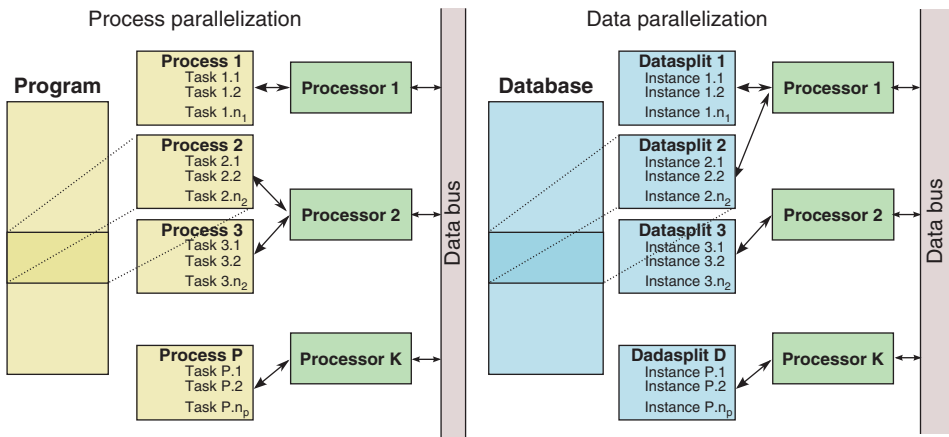 Process parallelization
Program
Process 1
Task 1.1
Task 1.2
Task 1.n1
Process 2
Task 2.1
Task 2.2
Task 2.n2
Process 3
Task 3.1
Task 3.2
Task 3.n2
Process P
Task P.1
Task P.2
Task P.np
Processor 1
Processor 2
Processor K
Data bus
Data parallelization
Database
Datasplit 1
Instance 1.1
Instance 1.2
Instance 1.n1
Datasplit 2
Instance 2.1
Instance 2.2
Instance 2.n2
Datasplit 3
Instance 3.1
Instance 3.2
Instance 3.n2
Dadasplit D
Instance P.1
Instance P.2
Instance P.np
Processor 1
Processor 2
Processor K
Data bus